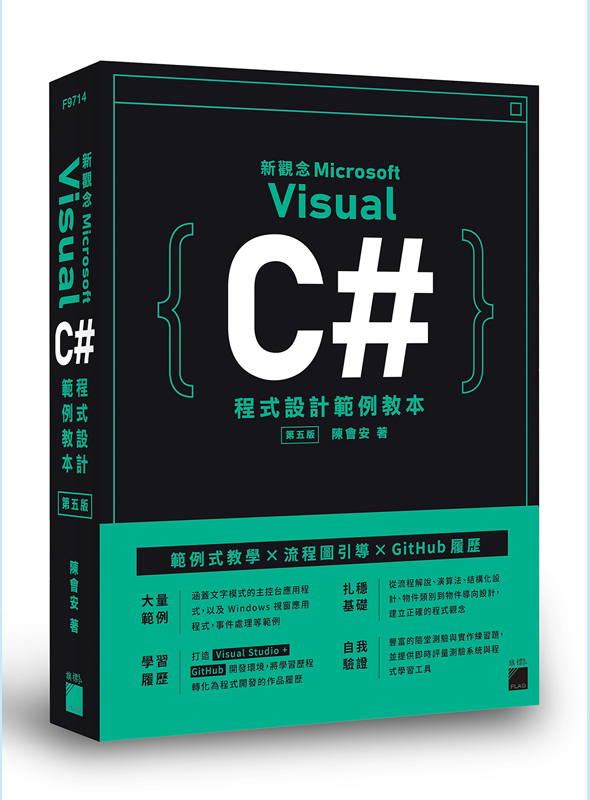 F9714
新觀念 Microsoft
Visual
C#
程式設計
範例教本
第五版
陳會安 著
旗標
FLAG
新觀念 Microsoft
Visual
{ C# }
程式設計範例教本
第五版 陳會安 著
範例式教學×流程圖引導×GitHub 履歷
大量
範例
涵蓋文字模式的主控台應用程
式,以及 Windows 視窗應用
程式,事件處理等範例
扎穩
基礎
從流程解說、演算法、結構化設
計、物件類別到物件導向設計,
建立正確的程式觀念
學習
履歷
打造 Visual Studio +
GitHub 開發環境,將學習歷程
轉化為程式開發的作品履歷
自我
驗證
豐富的隨堂測驗與實作練習題,
並提供即時評量測驗系統與程
式學習工具
旗標
FLAG